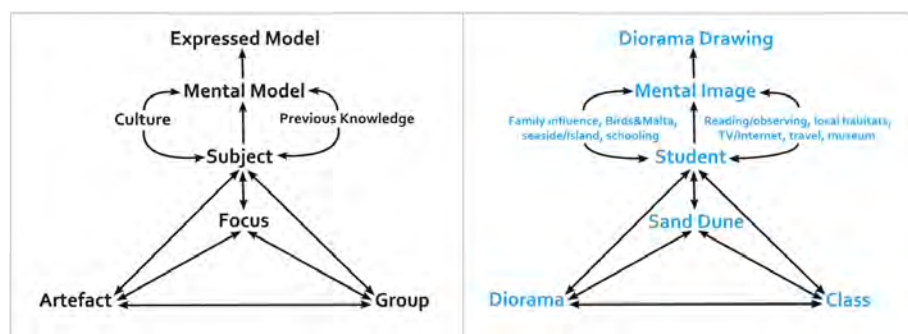 Expressed Model
Mental Model
Culture
Previous Knowledge
Subject
Focus
Artefact
Group
Diorama Drawing
Mental Image
Family influence, Birds&Malta,
seaside/Island, schooling
Reading/observing, local habitats,
TV/Internet, travel, museum
Student
Sand Dune
Diorama
Class